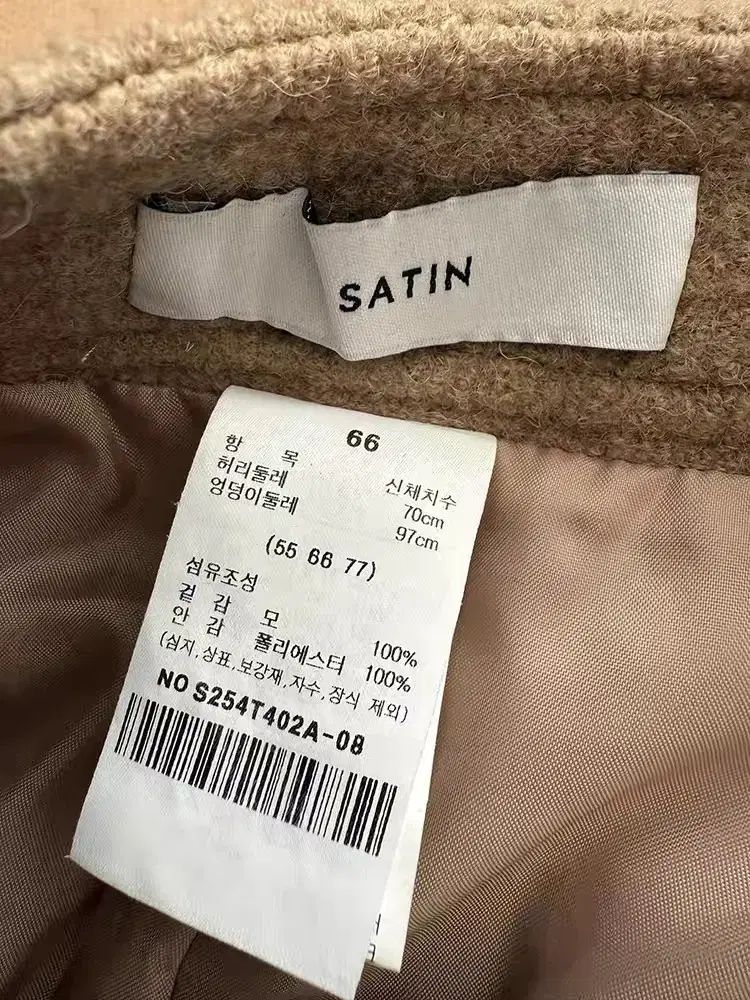 SATIN
66
항 목 신체치수
허리둘레 70cm
엉덩이둘레 97cm
(55 66 77)
섬유조성
겉 감 모 100%
안 감 폴리에스터 100%
(심지,상표,보강재,자수,장식 제외)
NO S254T402A-08